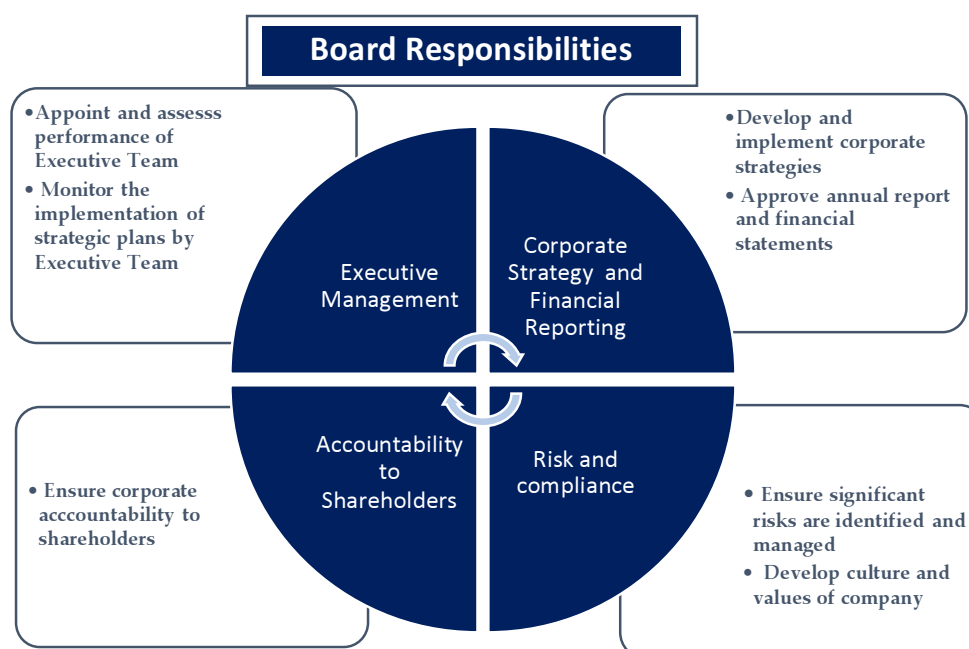 Board Responsibilities
•Appoint and assesss
performance of
Executive Team
• Monitor the
implementation of
strategic plans by
Executive Team
•Develop and
implement corporate
strategies
• Approve annual report
and financial
statements
Executive
Management
Corporate
Strategy and
Financial
Reporting
Accountability
to
Shareholders
Risk and
compliance
• Ensure corporate
acccountability to
shareholders
• Ensure significant
risks are identified and
managed
• Develop culture and
values of company